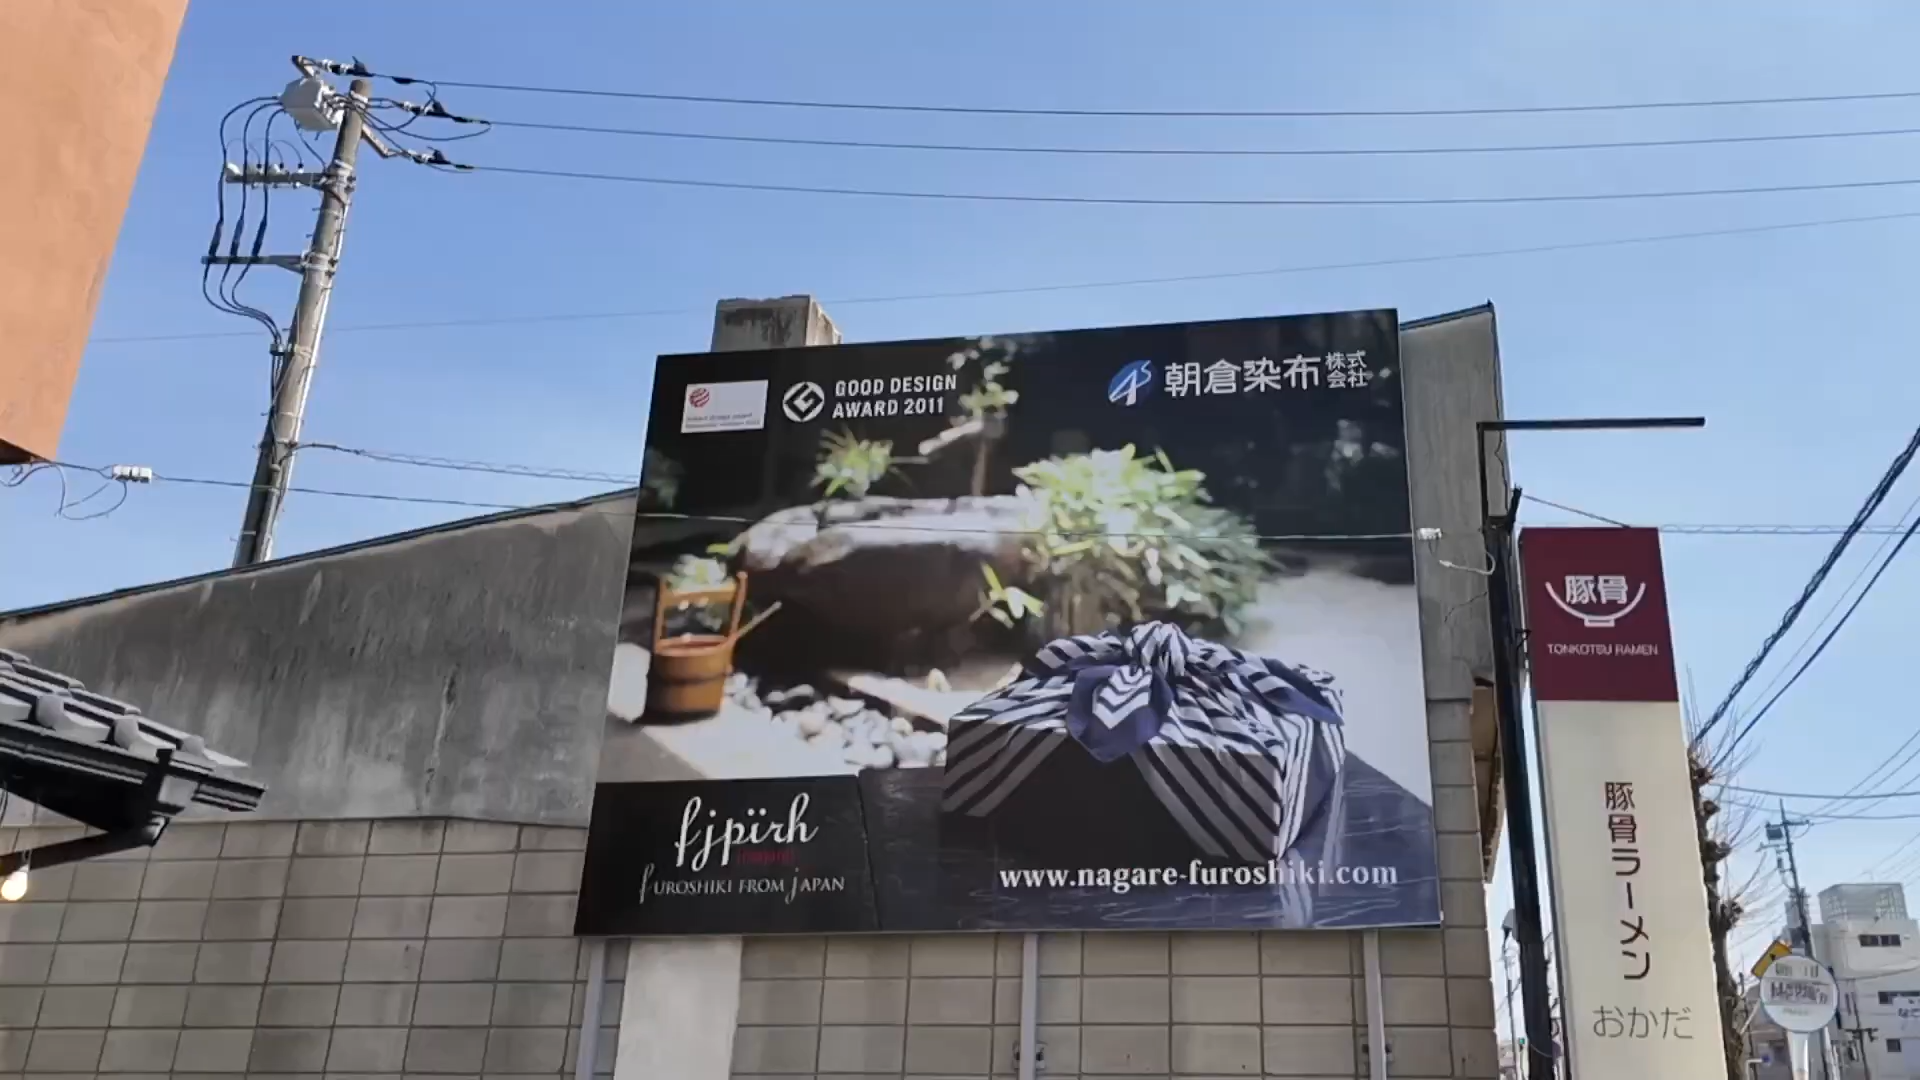 GOOD DESIGN
AWARD 2011
朝倉染布株式会社
fjpïrh
FUROSHIKI FROM JAPAN
www.nagare-furoshiki.com
豚骨
TONKOTSU RAMEN
豚骨ラーメン
おかだ